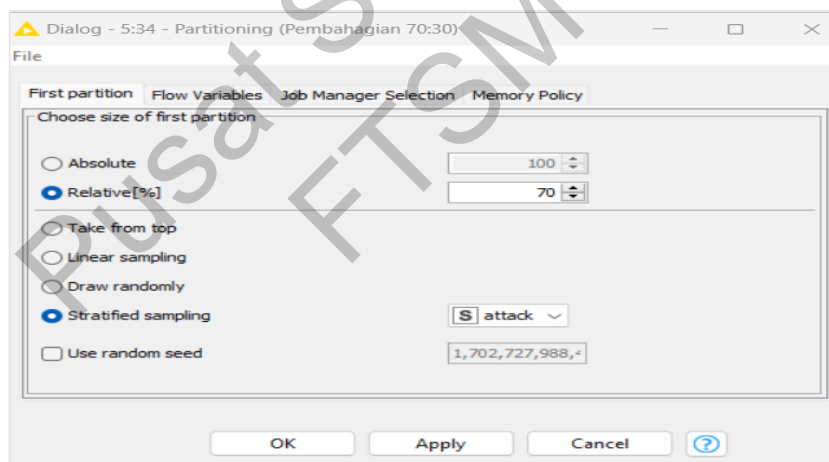 Dialog - 5:34 - Partitioning (Pembahagian 70:30)
File
First partition Flow Variables Job Manager Selection Memory Policy
Choose size of first partition
Absolute 100
Relative[%] 70
Take from top
Linear sampling
Draw randomly
Stratified sampling S attack
Use random seed 1,702,727,988,
OK Apply Cancel ?
Pusat
FTSM